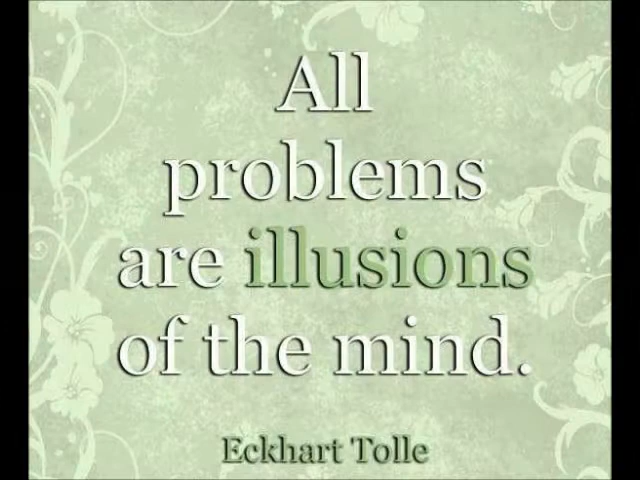 All
problems
are illusions
of the mind.
Eckhart Tolle